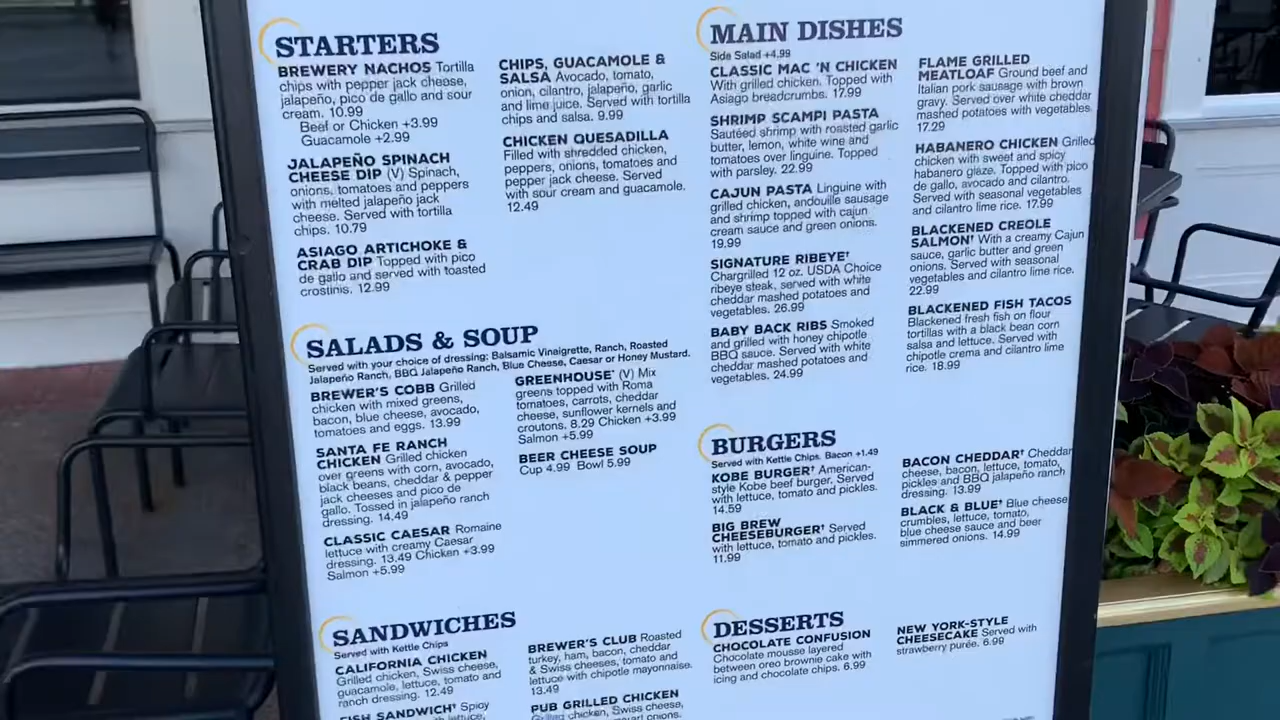 STARTERS
BREWERY NACHOS Tortilla
chips with pepper jack cheese,
jalapeño, pico de gallo and sour
cream. 10.99
Beef or Chicken +3.99
Guacamole +2.99
JALAPEÑO SPINACH
CHEESE DIP (V) Spinach,
onions, tomatoes and peppers
with melted jalapeño jack
cheese. Served with tortilla
chips. 10.79
ASIAGO ARTICHOKE &
CRAB DIP Topped with pico
de gallo and served with toasted
crostinis. 12.99
CHIPS, GUACAMOLE &
SALSA Avocado, tomato,
onion, cilantro, jalapeño, garlic
and lime juice. Served with tortilla
chips and salsa. 9.99
CHICKEN QUESADILLA
Filled with shredded chicken,
peppers, onions, tomatoes and
pepper jack cheese. Served
with sour cream and guacamole.
12.49
SALADS & SOUP
Served with your choice of dressing: Balsamic Vinaigrette, Ranch, Roasted
Jalapeño Ranch, BBQ Jalapeño Ranch, Blue Cheese, Caesar or Honey Mustard.
BREWER'S COBB Grilled
chicken with mixed greens,
bacon, blue cheese, avocado,
tomatoes and eggs. 13.99
SANTA FE RANCH
CHICKEN Grilled chicken
over greens with corn, avocado,
black beans, cheddar & pepper
jack cheeses and pico de
gallo. Tossed in jalapeño ranch
dressing. 14.49
CLASSIC CAESAR Romaine
lettuce with creamy Caesar
dressing. 13.49 Chicken +3.99
Salmon +5.99
GREENHOUSE* (V) Mix
greens topped with Roma
tomatoes, carrots, cheddar
cheese, sunflower kernels and
croutons. 8.29 Chicken +3.99
Salmon +5.99
BEER CHEESE SOUP
Cup 4.99 Bowl 5.99
SANDWICHES
Served with Kettle Chips
CALIFORNIA CHICKEN
Grilled chicken, Swiss cheese,
guacamole, lettuce, tomato and
ranch dressing. 12.49
FISH SANDWICH† Spicy
lettuce,
BREWER'S CLUB Roasted
turkey, ham, bacon, cheddar
& Swiss cheeses, tomato and
lettuce with chipotle mayonnaise.
13.49
PUB GRILLED CHICKEN
Grilled chicken, Swiss cheese,
onions.
MAIN DISHES
Side Salad +4.99
CLASSIC MAC 'N CHICKEN
With grilled chicken. Topped with
Asiago breadcrumbs. 17.99
SHRIMP SCAMPI PASTA
Sautéed shrimp with roasted garlic
butter, lemon, white wine and
tomatoes over linguine. Topped
with parsley. 22.99
CAJUN PASTA Linguine with
grilled chicken, andouille sausage
and shrimp topped with cajun
cream sauce and green onions.
19.99
SIGNATURE RIBEYE†
Chargrilled 12 oz. USDA Choice
ribeye steak, served with white
cheddar mashed potatoes and
vegetables. 26.99
BABY BACK RIBS Smoked
and grilled with honey chipotle
BBQ sauce. Served with white
cheddar mashed potatoes and
vegetables. 24.99
FLAME GRILLED
MEATLOAF Ground beef and
Italian pork sausage with brown
gravy. Served over white cheddar
mashed potatoes with vegetables.
17.29
HABANERO CHICKEN Grilled
chicken with sweet and spicy
habanero glaze. Topped with pico
de gallo, avocado and cilantro.
Served with seasonal vegetables
and cilantro lime rice. 17.99
BLACKENED CREOLE
SALMON† With a creamy Cajun
sauce, garlic butter and green
onions. Served with seasonal
vegetables and cilantro lime rice.
22.99
BLACKENED FISH TACOS
Blackened fresh fish on flour
tortillas with a black bean corn
salsa and lettuce. Served with
chipotle crema and cilantro lime
rice. 18.99
BURGERS
Served with Kettle Chips. Bacon +1.49
KOBE BURGER† American-
style Kobe beef burger. Served
with lettuce, tomato and pickles.
14.59
BIG BREW
CHEESEBURGER† Served
with lettuce, tomato and pickles.
11.99
BACON CHEDDAR† Cheddar
cheese, bacon, lettuce, tomato,
pickles and BBQ jalapeño ranch
dressing. 13.99
BLACK & BLUE† Blue cheese
crumbles, lettuce, tomato,
blue cheese sauce and beer
simmered onions. 14.99
DESSERTS
CHOCOLATE CONFUSION
Chocolate mousse layered
between oreo brownie cake with
icing and chocolate chips. 6.99
NEW YORK-STYLE
CHEESECAKE Served with
strawberry purée. 6.99